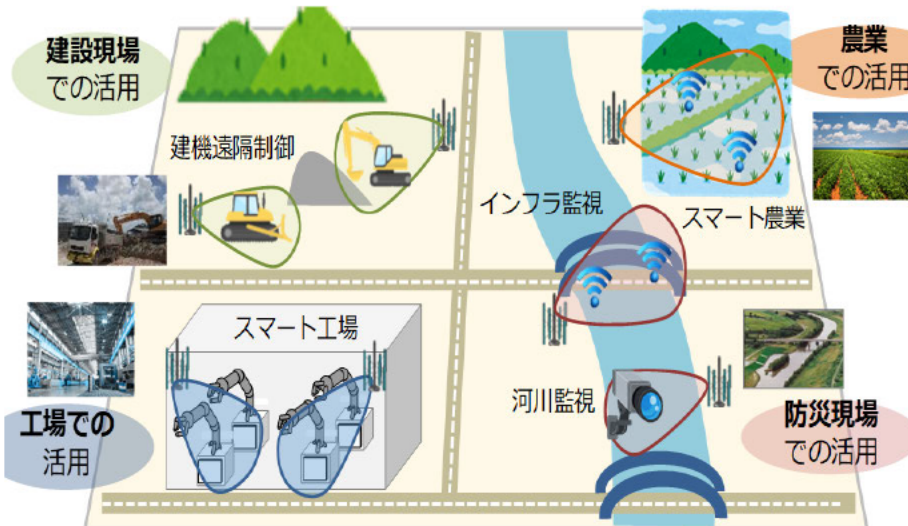 建設現場
での活用
農業
での活用
建機遠隔制御
インフラ監視
スマート農業
スマート工場
河川監視
工場での
活用
防災現場
での活用